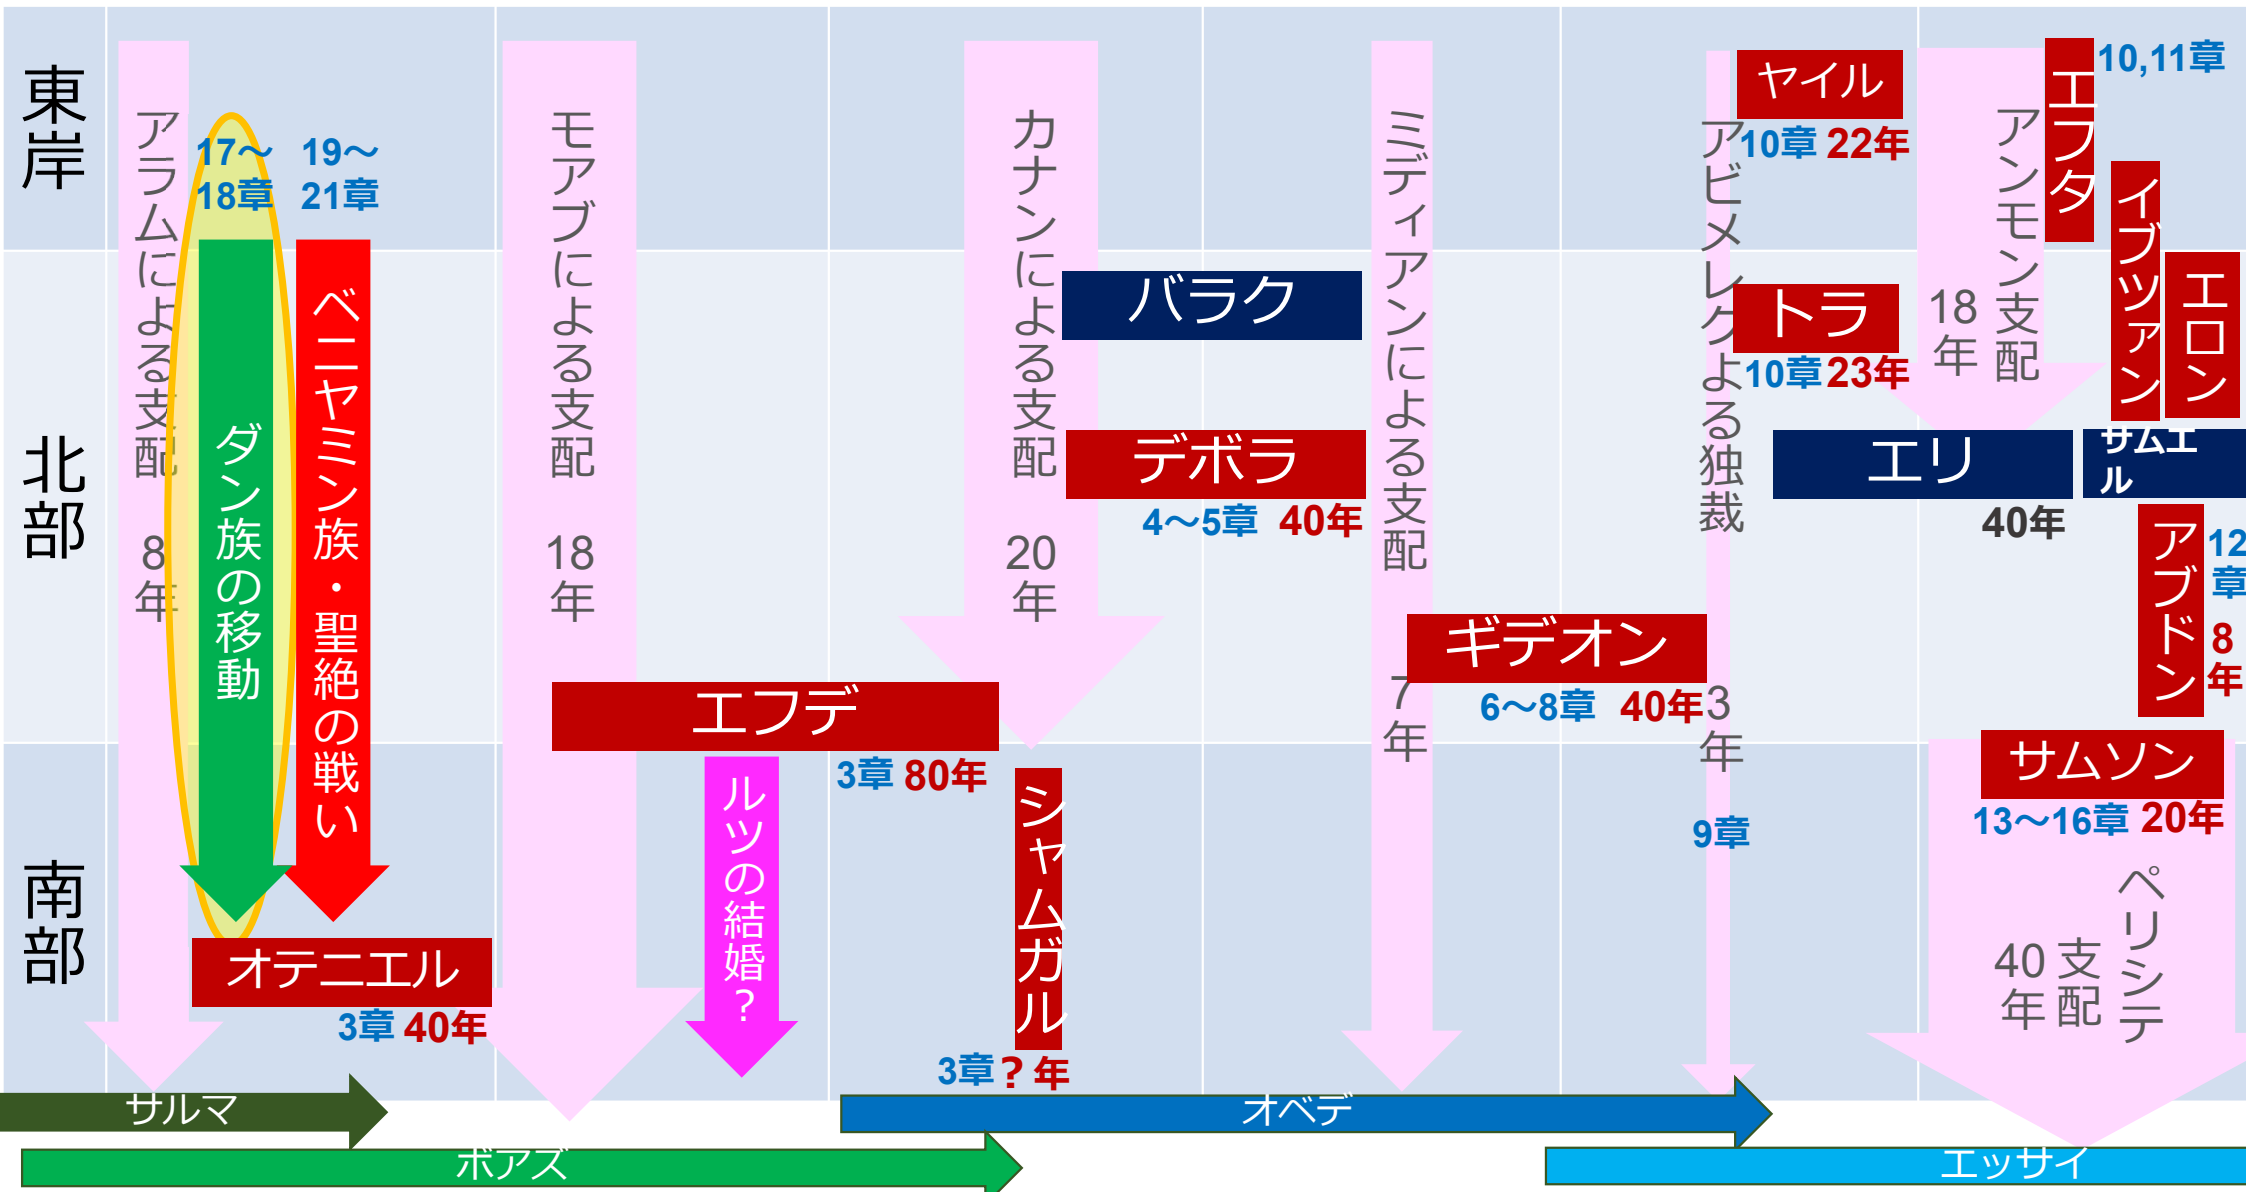 東岸
北部
南部
アラムによる支配 8年
17～
18章
19～
21章
ダン族の移動
ベニヤミン族・聖絶の戦い
オテニエル
3章 40年
モアブによる支配 18年
エフデ
3章 80年
ルツの結婚？
カナンによる支配 20年
シャムガル
3章？年
バラク
デボラ
4～5章 40年
ミディアンによる支配 7年
ギデオン
6～8章 40年
アビメレクよる独裁 3年
9章
ヤイル
10章 22年
トラ
10章 23年
アンモン支配
18年
エフタ
10,11章
イブツァン
エロン
エリ
40年
サムエ
ル
アブドン
12
章
8
年
サムソン
13～16章 20年
ペリシテ
支配
40年
サルマ
ボアズ
オベデ
エッサイ